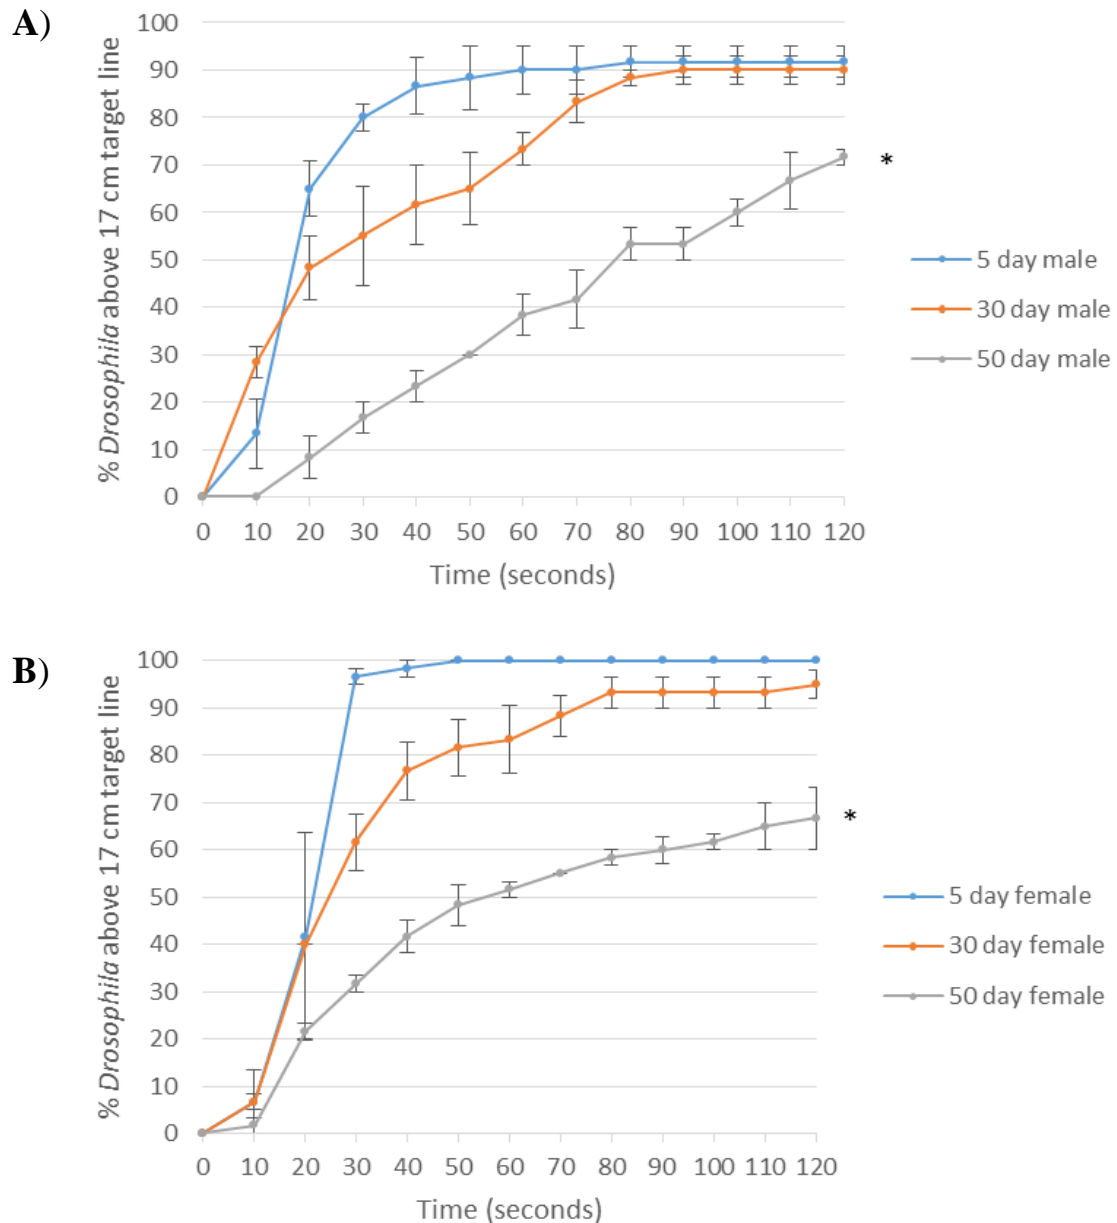 A)
% Drosophila above 17 cm target line
100
90
80
70
60
50
40
30
20
10
0
0 10 20 30 40 50 60 70 80 90 100 110 120
Time (seconds)
*
5 day male
30 day male
50 day male
B)
% Drosophila above 17 cm target line
100
90
80
70
60
50
40
30
20
10
0
0 10 20 30 40 50 60 70 80 90 100 110 120
Time (seconds)
*
5 day female
30 day female
50 day female